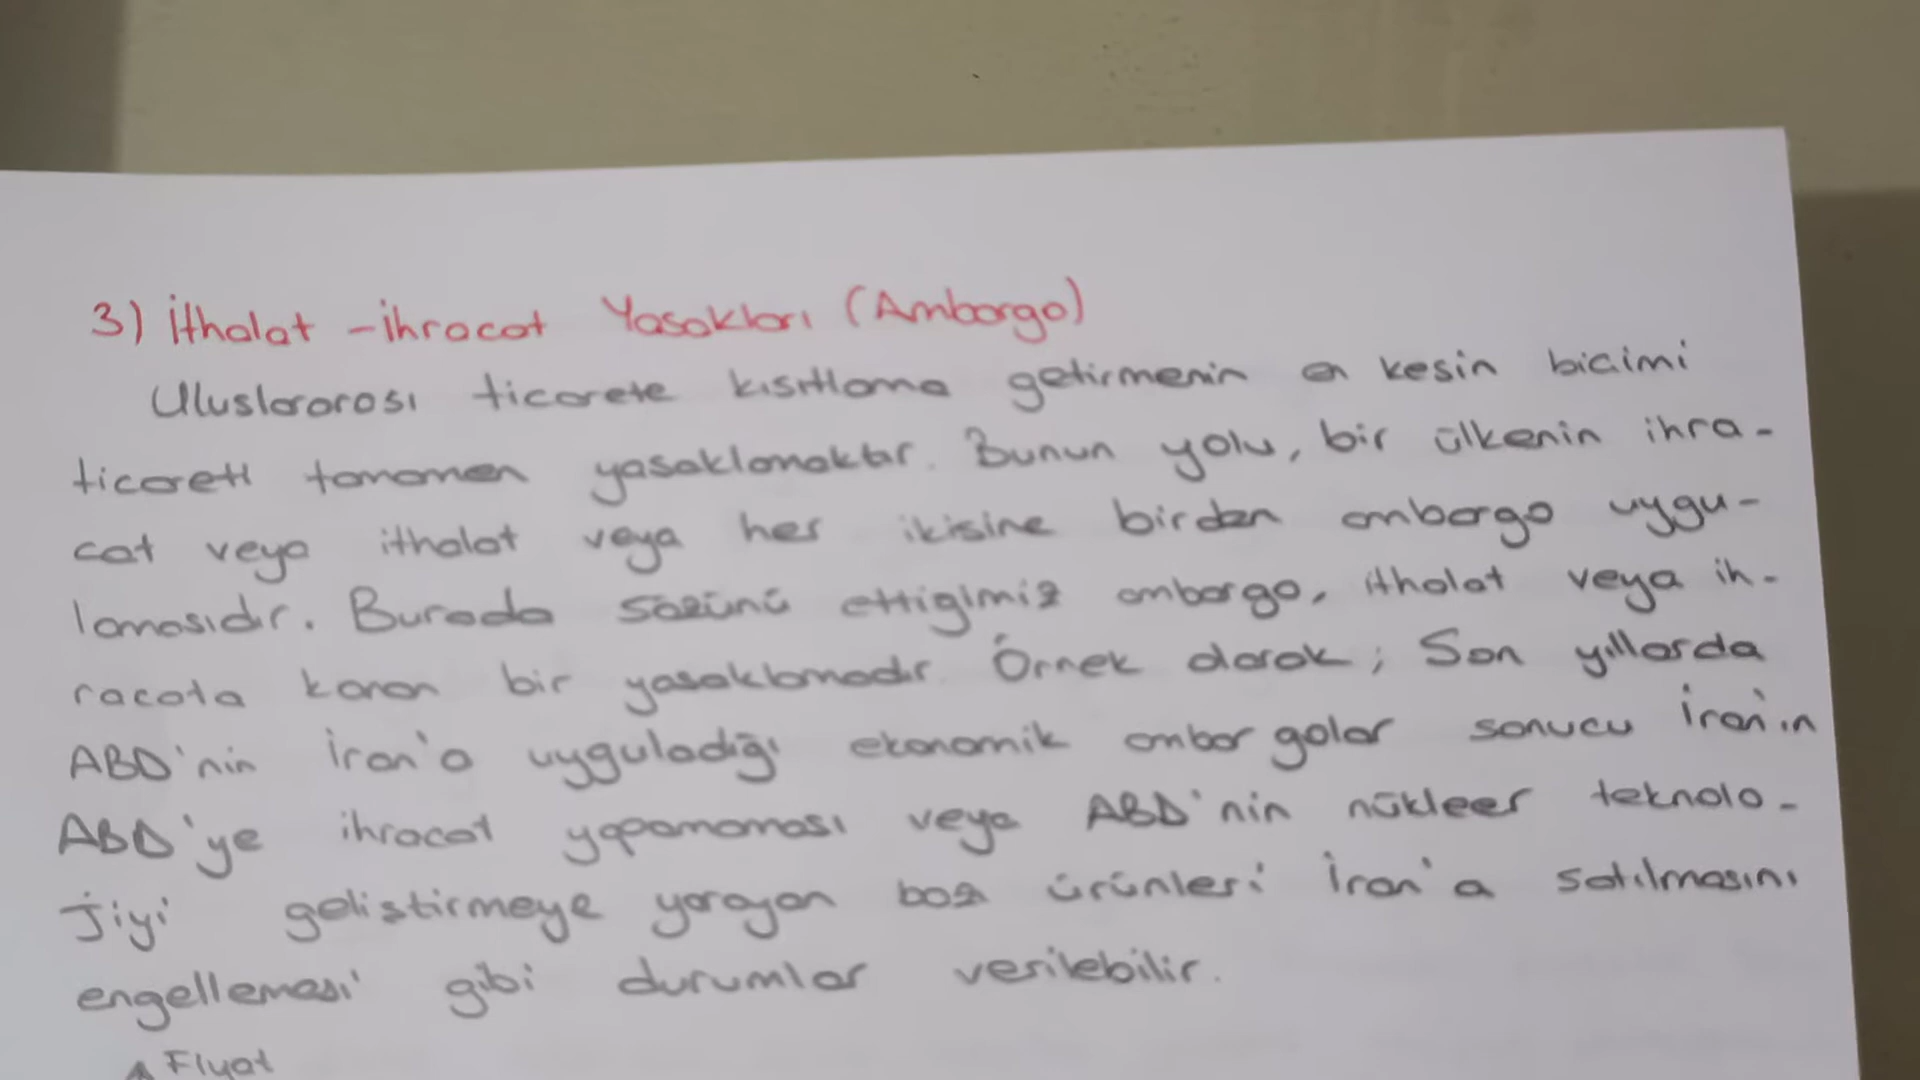 3) İthalat -ihracat Yasakları (Ambargo)
Uluslararası ticarete kısıtlama getirmenin en kesin biçimi
ticareti tamamen yasaklamaktır. Bunun yolu, bir ülkenin ihra-
cat veya ithalat veya her ikisine birden ambargo uygu-
lamasıdır. Burada sözünü ettiğimiz ambargo, ithalat veya ih-
racata konan bir yasaklamadır. Örnek olarak; Son yıllarda
ABD'nin İran'a uyguladığı ekonomik ambargolar sonucu İran'ın
ABD'ye ihracat yapamaması veya ABD'nin nükleer teknolo-
jiyi geliştirmeye yarayan bazı ürünleri İran'a satılmasını
engellemesi gibi durumlar verilebilir.
Fiyat